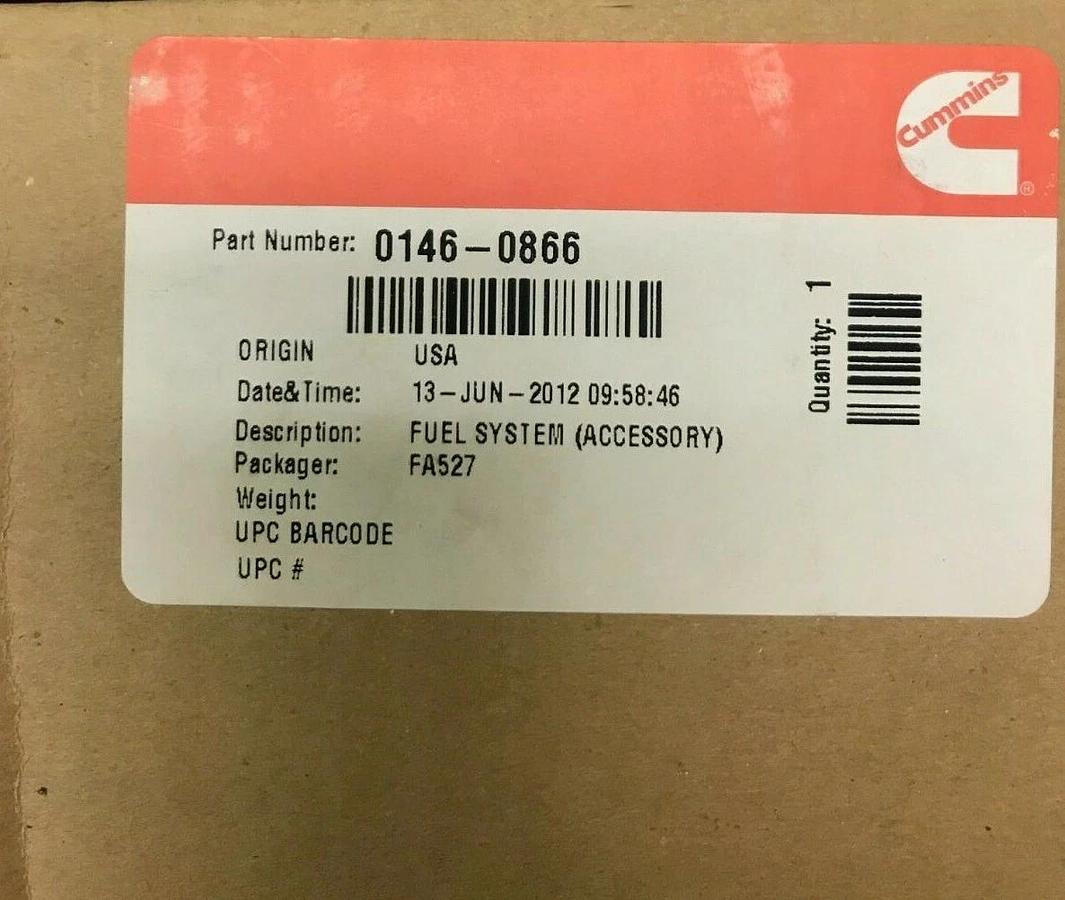 Cummins
®
Part Number: 0146-0866
Quantity: 1
ORIGIN USA
Date&Time: 13-JUN-2012 09:58:46
Description: FUEL SYSTEM (ACCESSORY)
Packager: FA527
Weight:
UPC BARCODE
UPC #